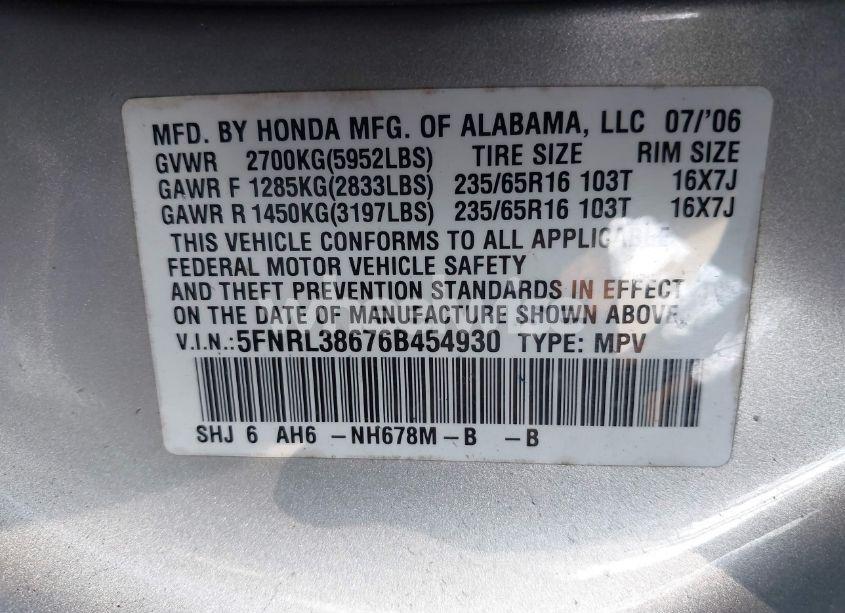 MFD. BY HONDA MFG. OF ALABAMA, LLC 07/'06
GVWR 2700KG(5952LBS) TIRE SIZE RIM SIZE
GAWR F 1285KG(2833LBS) 235/65R16 103T 16X7J
GAWR R 1450KG(3197LBS) 235/65R16 103T 16X7J
THIS VEHICLE CONFORMS TO ALL APPLICABLE
FEDERAL MOTOR VEHICLE SAFETY
AND THEFT PREVENTION STANDARDS IN EFFECT
ON THE DATE OF MANUFACTURE SHOWN ABOVE.
V.I.N.: 5FNRL38676B454930 TYPE: MPV
SHJ 6 AH6 -NH678M-B -B